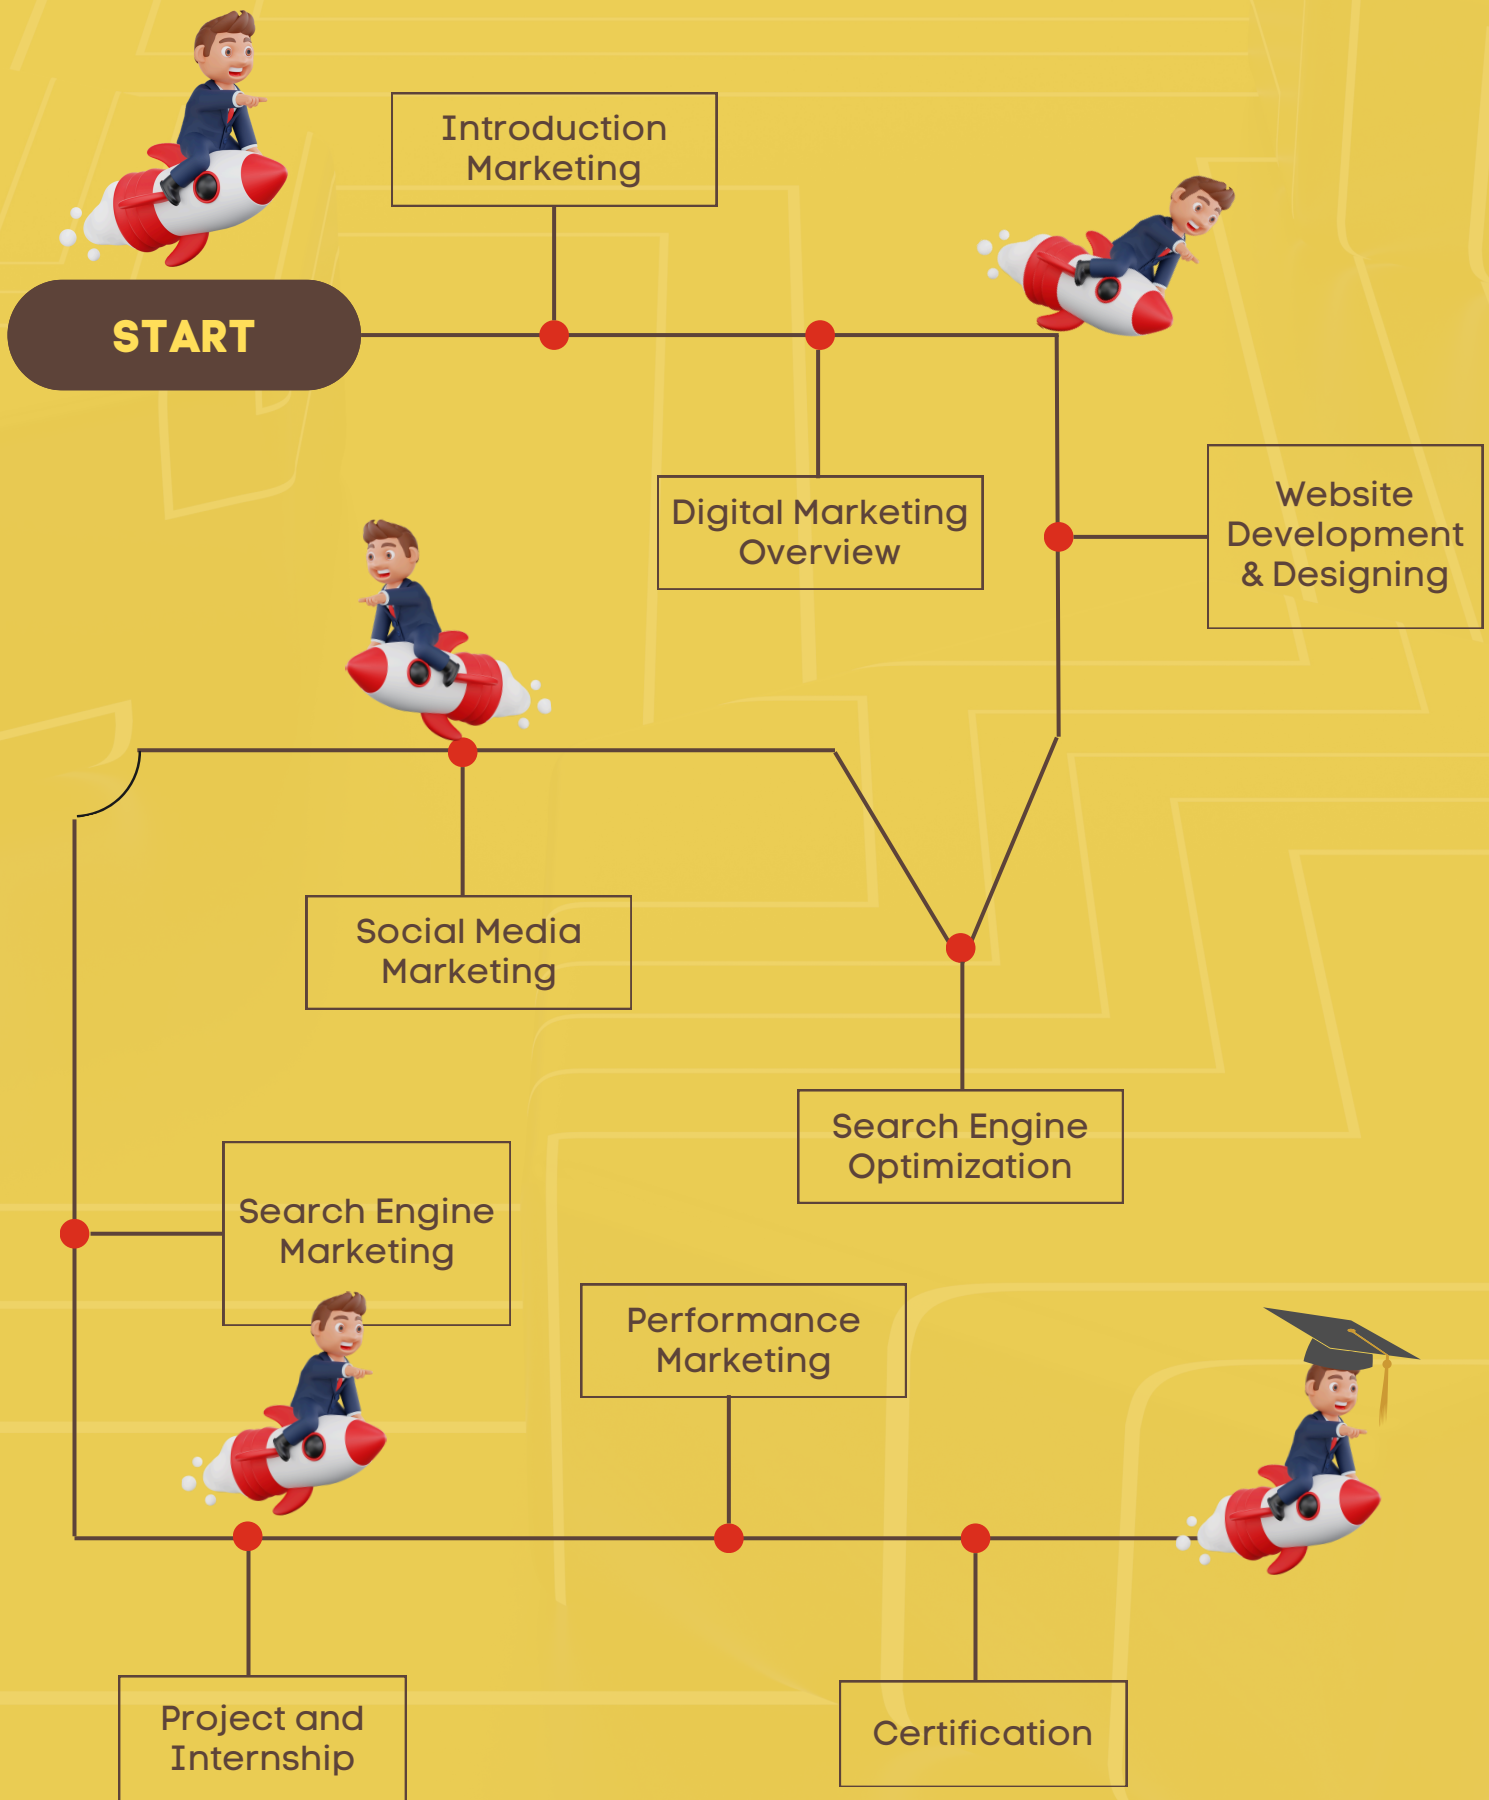 START
Introduction
Marketing
Digital Marketing
Overview
Website
Development
& Designing
Search Engine
Optimization
Social Media
Marketing
Search Engine
Marketing
Project and
Internship
Performance
Marketing
Certification